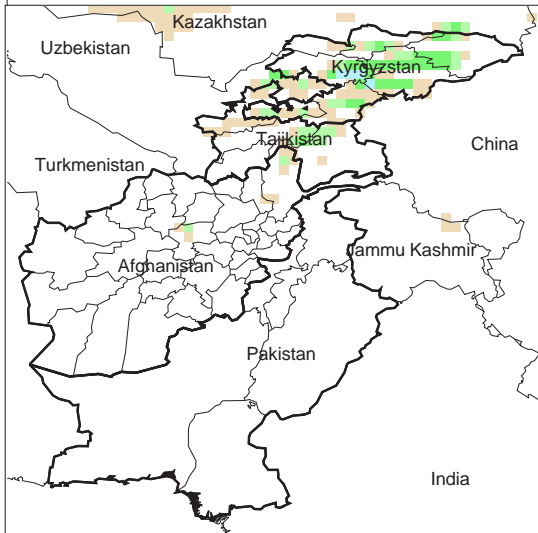 Kazakhstan
Uzbekistan
Kyrgyzstan
Tajikistan
China
Turkmenistan
Jammu Kashmir
Afghanistan
Pakistan
India